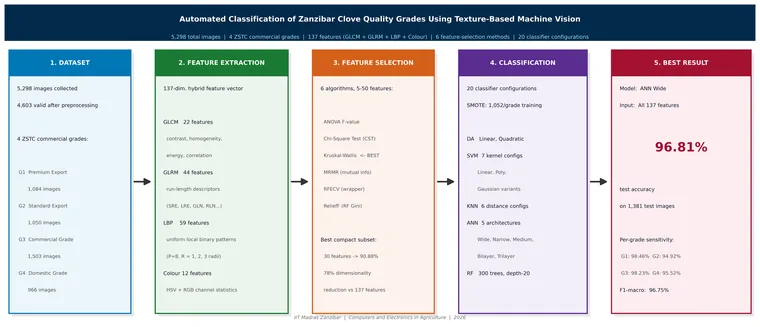 Automated Classification of Zanzibar Clove Quality Grades Using Texture-Based Machine Vision
5,298 total images | 4 ZSTC commercial grades | 137 features (GLCM + GLRM + LBP + Colour) | 6 feature-selection methods | 20 classifier configurations
1. DATASET
5,298 images collected
4,603 valid after preprocessing
4 ZSTC commercial grades:
G1 Premium Export
1,084 images
G2 Standard Export
1,050 images
G3 Commercial Grade
1,503 images
G4 Domestic Grade
966 images
2. FEATURE EXTRACTION
137-dim. hybrid feature vector
GLCM 22 features
contrast, homogeneity,
energy, correlation
GLRM 44 features
run-length descriptors
(SRE, LRE, GLN, RLN...)
LBP 59 features
uniform local binary patterns
(P=8, R = 1, 2, 3 radii)
Colour 12 features
HSV + RGB channel statistics
3. FEATURE SELECTION
6 algorithms, 5-50 features:
ANOVA F-value
Chi-Square Test (CST)
Kruskal-Wallis <- BEST
MRMR (mutual info)
RFECV (wrapper)
Relieff (RF Gini)
Best compact subset:
30 features -> 90.88%
78% dimensionality
reduction vs 137 features
4. CLASSIFICATION
20 classifier configurations
SMOTE: 1,052/grade training
DA Linear, Quadratic
SVM 7 kernel configs
Linear, Poly,
Gaussian variants
KNN 6 distance configs
ANN 5 architectures
Wide, Narrow, Medium,
Bilayer, Trilayer
RF 300 trees, depth-20
5. BEST RESULT
Model: ANN Wide
Input: All 137 features
96.81%
test accuracy
on 1,381 test images
Per-grade sensitivity:
G1: 98.46% G2: 94.92%
G3: 98.23% G4: 95.52%
F1-macro: 96.75%
IIT Madras Zanzibar | Computers and Electronics in Agriculture | 2026